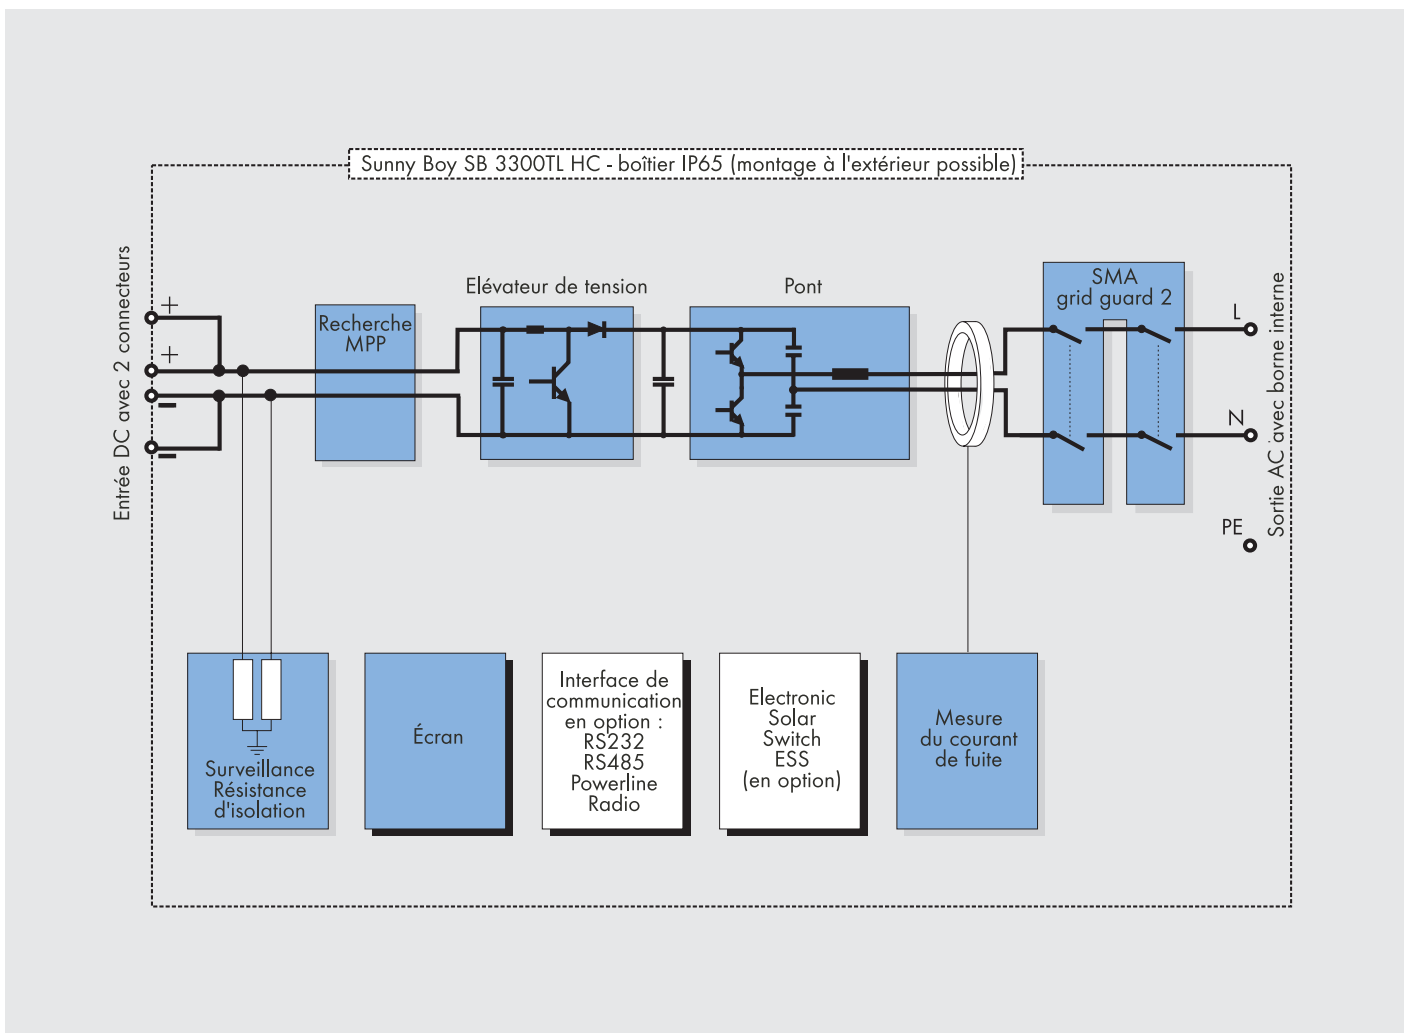 Sunny Boy SB 3300TL HC - boîtier IP65 (montage à l'extérieur possible)
Entrée DC avec 2 connecteurs
+
+
−
−
Recherche
MPP
Elévateur de tension
Pont
SMA
grid guard 2
L
N
PE
Sortie AC avec borne interne
Surveillance
Résistance
d'isolation
Écran
Interface de
communication
en option :
RS232
RS485
Powerline
Radio
Electronic
Solar
Switch
ESS
(en option)
Mesure
du courant
de fuite